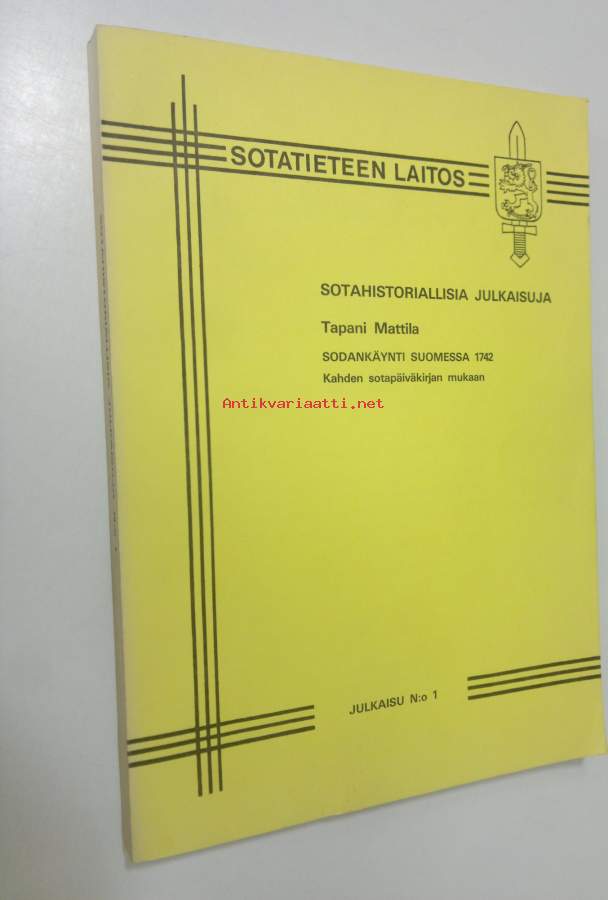 SOTATIETEEN LAITOS
SOTAHISTORIALLISIA JULKAISUJA
Tapani Mattila
SODANKÄYNTI SUOMESSA 1742
Kahden sotapäiväkirjan mukaan
Antikvariaatti.net
JULKAISU N:o 1